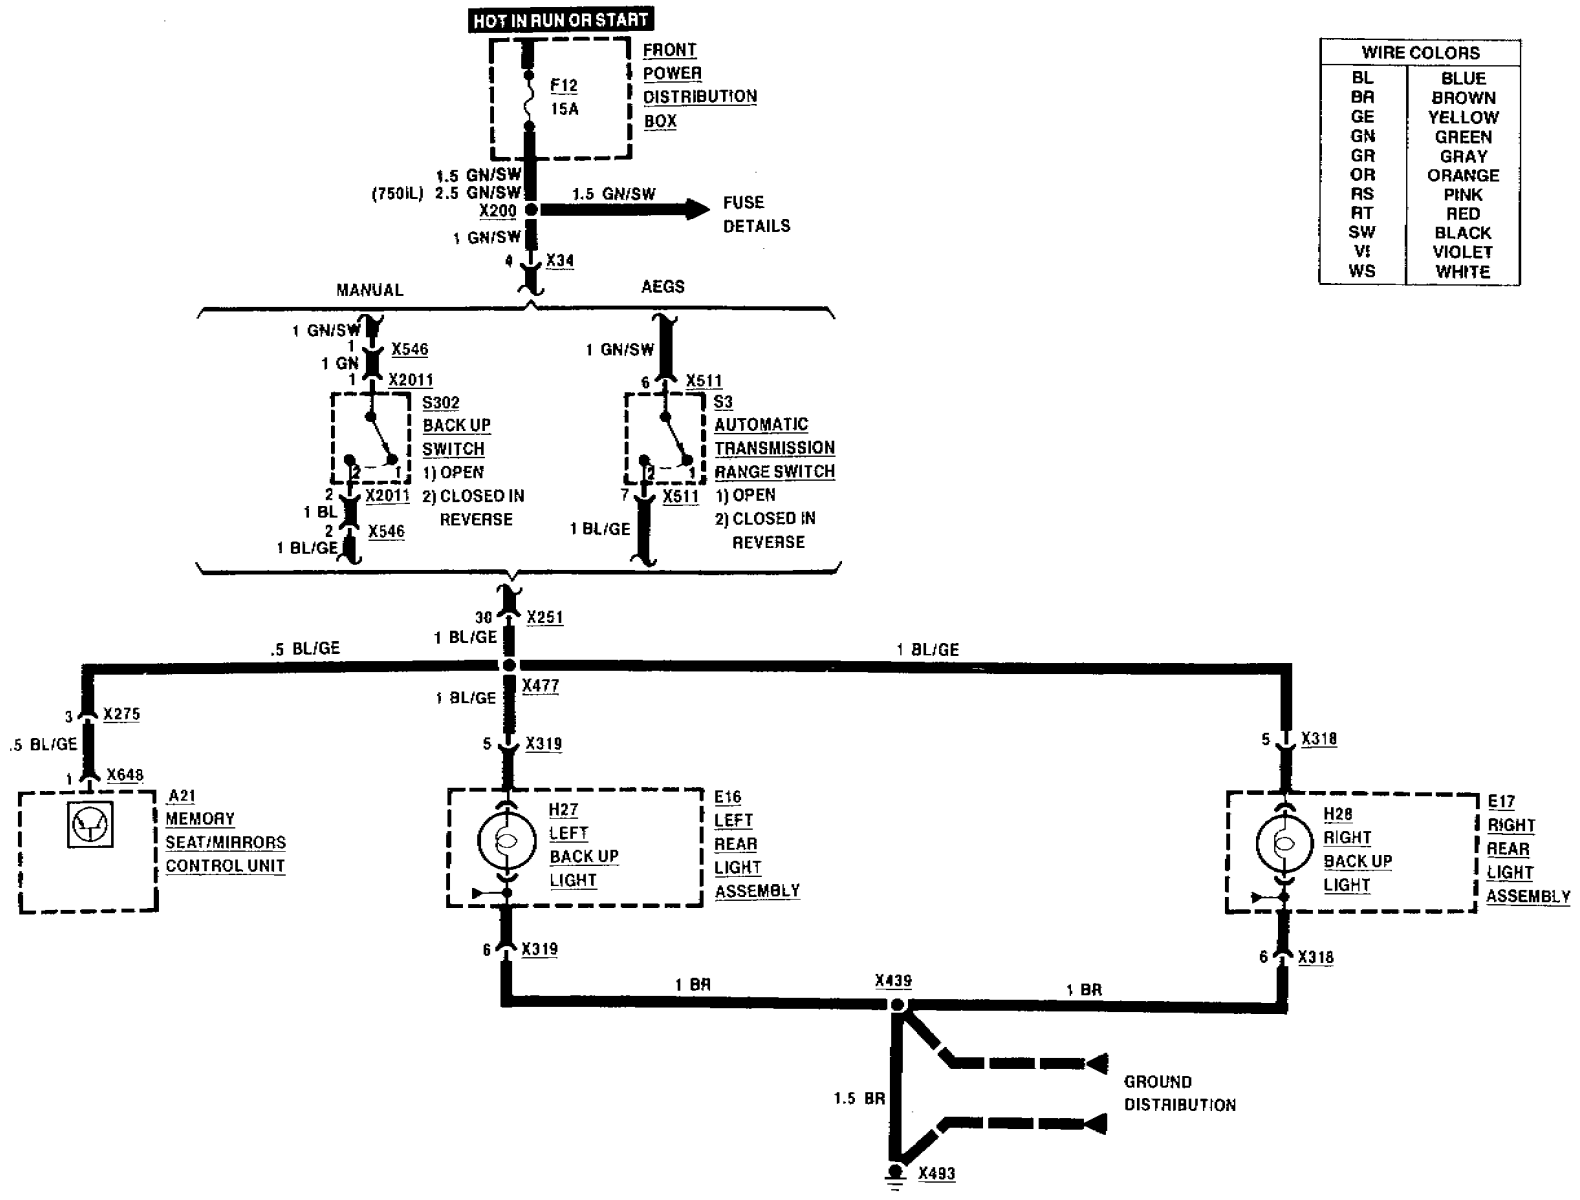 HOT IN RUN OR START
FRONT
POWER
DISTRIBUTION
BOX
F12
15A
WIRE COLORS
BL BLUE
BR BROWN
GE YELLOW
GN GREEN
GR GRAY
OR ORANGE
RS PINK
RT RED
SW BLACK
VI VIOLET
WS WHITE
1.5 GN/SW
(750iL) 2.5 GN/SW
X200
1.5 GN/SW
FUSE
DETAILS
1 GN/SW
4 X34
MANUAL
AEGS
1 GN/SW
1 X546
1 GN
1 X2011
S302
BACK UP
SWITCH
1) OPEN
2) CLOSED IN
REVERSE
2 1
2 X2011
1 BL
2 X546
1 BL/GE
1 GN/SW
6 X511
S3
AUTOMATIC
TRANSMISSION
RANGE SWITCH
1) OPEN
2) CLOSED IN
REVERSE
2 1
7 X511
1 BL/GE
30 X251
1 BL/GE
.5 BL/GE
1 BL/GE
X477
1 BL/GE
3 X275
.5 BL/GE
1 X648
A21
MEMORY
SEAT/MIRRORS
CONTROL UNIT
5 X319
H27
LEFT
BACK UP
LIGHT
E16
LEFT
REAR
LIGHT
ASSEMBLY
6 X319
5 X318
H28
RIGHT
BACK UP
LIGHT
E17
RIGHT
REAR
LIGHT
ASSEMBLY
6 X318
1 BR
X439
1 BR
1.5 BR
GROUND
DISTRIBUTION
X493